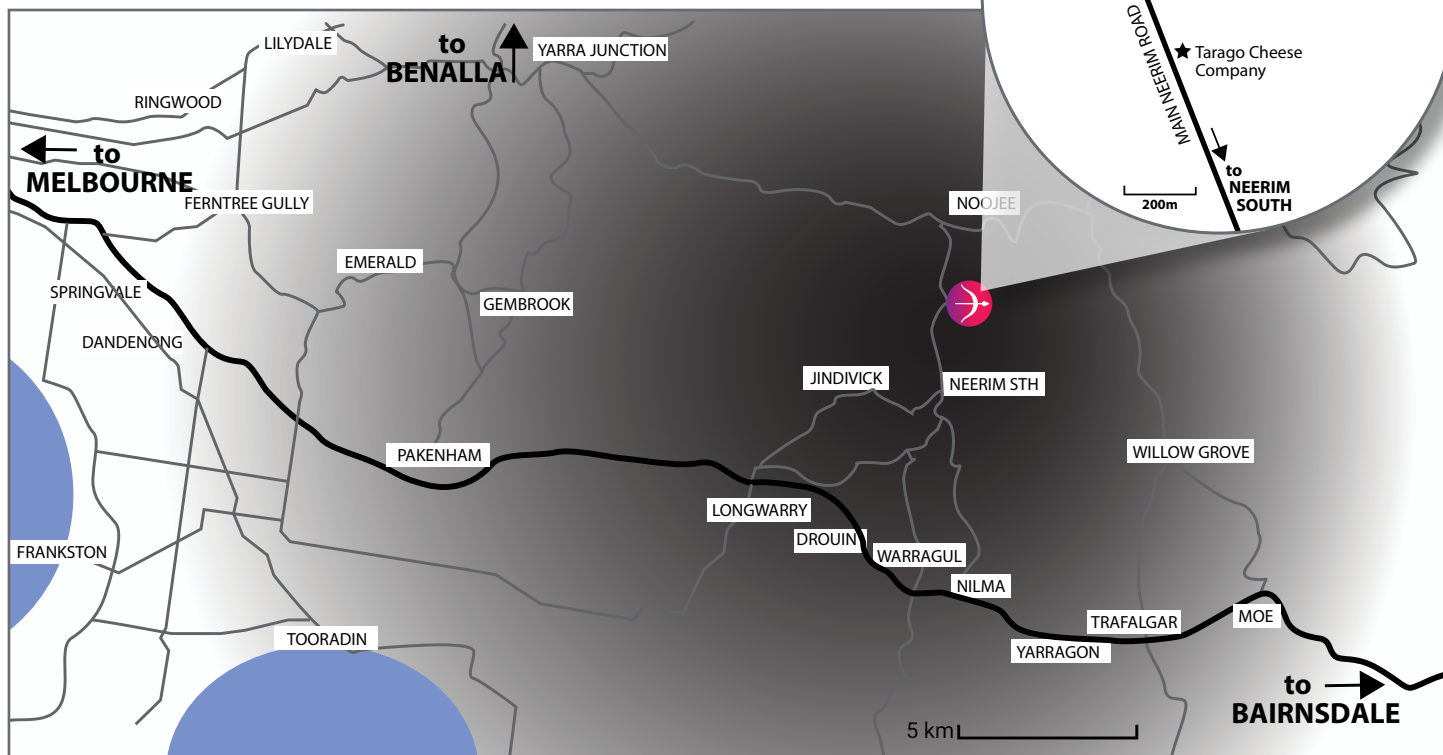 LILYDALE
to
BENALLA
YARRA JUNCTION
MAIN NEERIM ROAD
Tarago Cheese
Company
RINGWOOD
to
MELBOURNE
to
NEERIM
SOUTH
200m
FERNTREE GULLY
NOOJEE
EMERALD
SPRINGVALE
GEMBROOK
DANDENONG
JINDIVICK
NEERIM STH
PAKENHAM
WILLOW GROVE
LONGWARRY
DROUIN
FRANKSTON
WARRAGUL
NILMA
TRAFALGAR
MOE
TOORADIN
YARRAGON
to
BAIRNSDALE
5 km